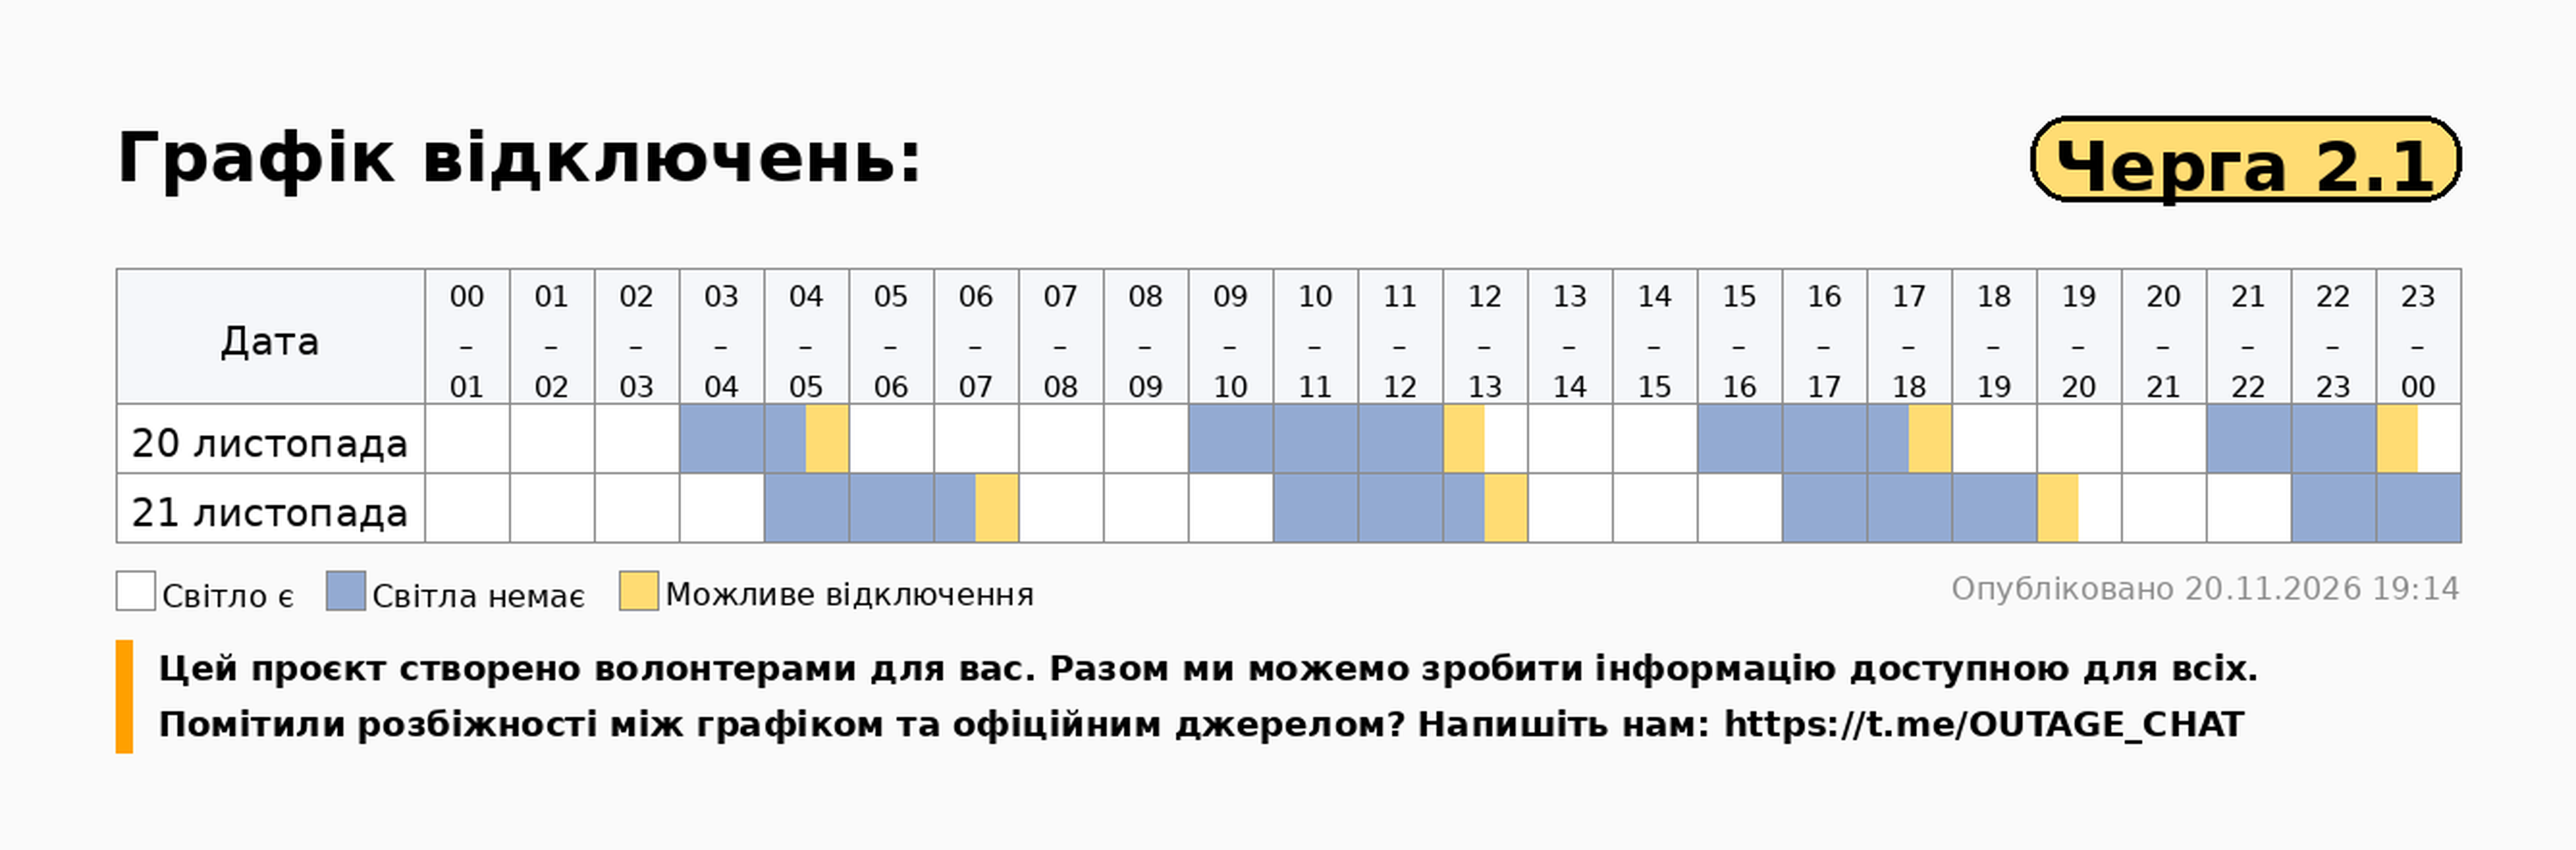 Графік відключень:
Черга 2.1
Дата
00 – 01
01 – 02
02 – 03
03 – 04
04 – 05
05 – 06
06 – 07
07 – 08
08 – 09
09 – 10
10 – 11
11 – 12
12 – 13
13 – 14
14 – 15
15 – 16
16 – 17
17 – 18
18 – 19
19 – 20
20 – 21
21 – 22
22 – 23
23 – 00
20 листопада
21 листопада
Світло є
Світла немає
Можливе відключення
Опубліковано 20.11.2026 19:14
Цей проєкт створено волонтерами для вас. Разом ми можемо зробити інформацію доступною для всіх.
Помітили розбіжності між графіком та офіційним джерелом? Напишіть нам: https://t.me/OUTAGE_CHAT